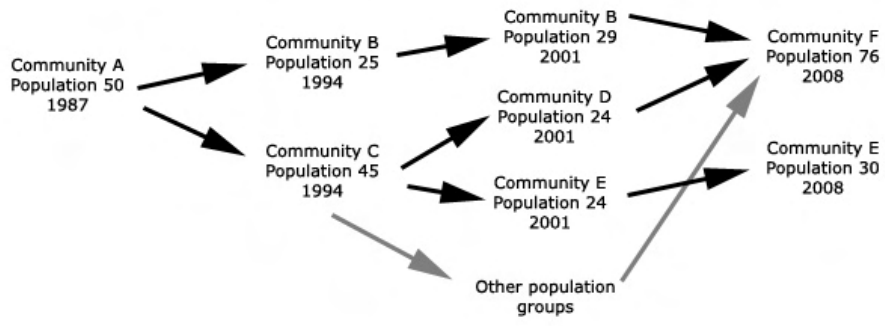 Community A
Population 50
1987
Community B
Population 25
1994
Community C
Population 45
1994
Community B
Population 29
2001
Community D
Population 24
2001
Community E
Population 24
2001
Other population
groups
Community F
Population 76
2008
Community E
Population 30
2008